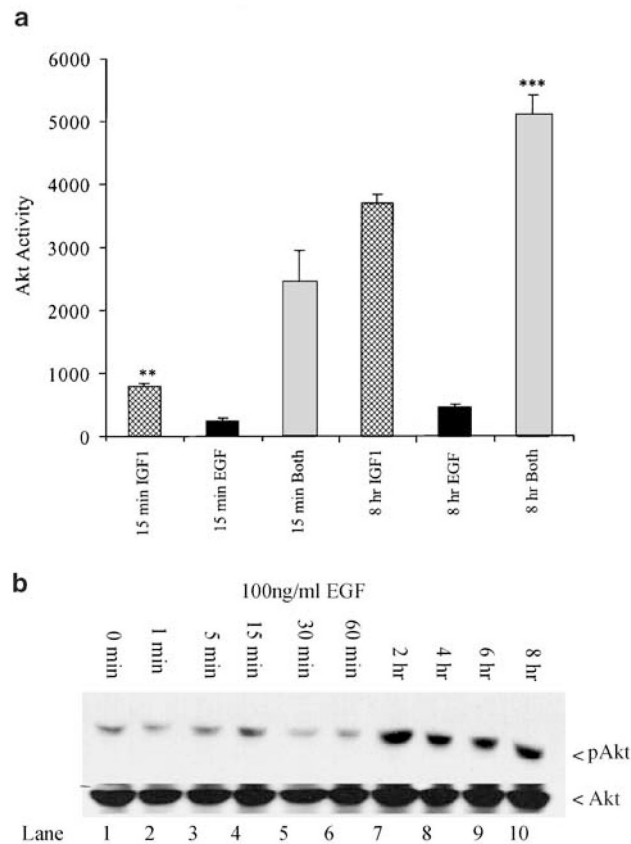 a
6000
5000
4000
3000
2000
1000
0
Akt Activity
**
***
15 min IGF1
15 min EGF
15 min Both
8 hr IGF1
8 hr EGF
8 hr Both
b
100ng/ml EGF
0 min
1 min
5 min
15 min
30 min
60 min
2 hr
4 hr
6 hr
8 hr
< pAkt
< Akt
Lane 1 2 3 4 5 6 7 8 9 10